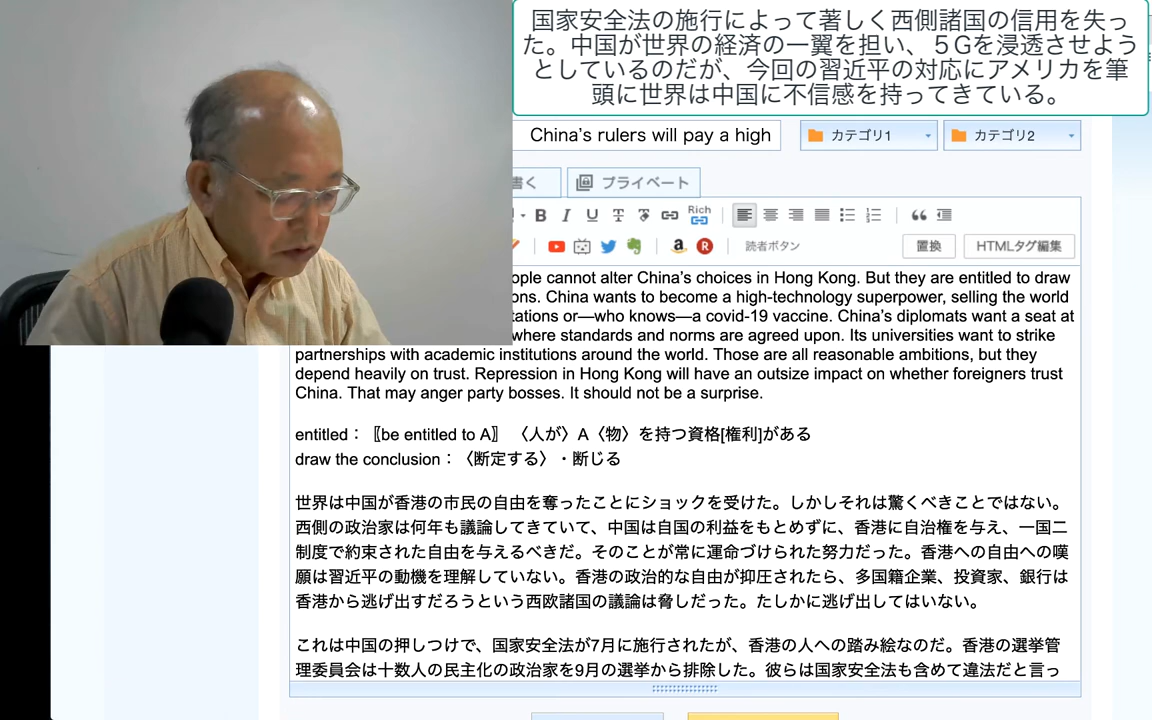 国家安全法の施行によって著しく西側諸国の信用を失っ
た。中国が世界の経済の一翼を担い、５Gを浸透させよう
としているのだが、今回の習近平の対応にアメリカを筆
頭に世界は中国に不信感を持ってきている。
China's rulers will pay a high
カテゴリ1
カテゴリ2
書く
プライベート
B I U T Rich
読者ボタン
置換
HTMLタグ編集
ople cannot alter China's choices in Hong Kong. But they are entitled to draw
ons. China wants to become a high-technology superpower, selling the world
tations or—who knows—a covid-19 vaccine. China's diplomats want a seat at
where standards and norms are agreed upon. Its universities want to strike
partnerships with academic institutions around the world. Those are all reasonable ambitions, but they
depend heavily on trust. Repression in Hong Kong will have an outsize impact on whether foreigners trust
China. That may anger party bosses. It should not be a surprise.
entitled：〖be entitled to A〗〈人が〉A〈物〉を持つ資格[権利]がある
draw the conclusion：〈断定する〉・断じる
世界は中国が香港の市民の自由を奪ったことにショックを受けた。しかしそれは驚くべきことではない。
西側の政治家は何年も議論してきていて、中国は自国の利益をもとめずに、香港に自治権を与え、一国二
制度で約束された自由を与えるべきだ。そのことが常に運命づけられた努力だった。香港への自由への嘆
願は習近平の動機を理解していない。香港の政治的な自由が抑圧されたら、多国籍企業、投資家、銀行は
香港から逃げ出すだろうという西欧諸国の議論は脅しだった。たしかに逃げ出してはいない。
これは中国の押しつけで、国家安全法が7月に施行されたが、香港の人への踏み絵なのだ。香港の選挙管
理委員会は十数人の民主化の政治家を9月の選挙から排除した。彼らは国家安全法も含めて違法だと言っ